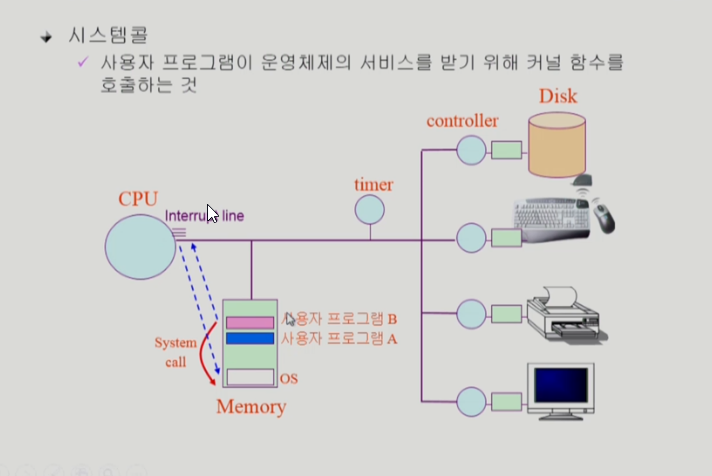 시스템콜
사용자 프로그램이 운영체제의 서비스를 받기 위해 커널 함수를
호출하는 것
Disk
controller
timer
CPU
Interrupt line
사용자 프로그램 B
사용자 프로그램 A
System
call
OS
Memory